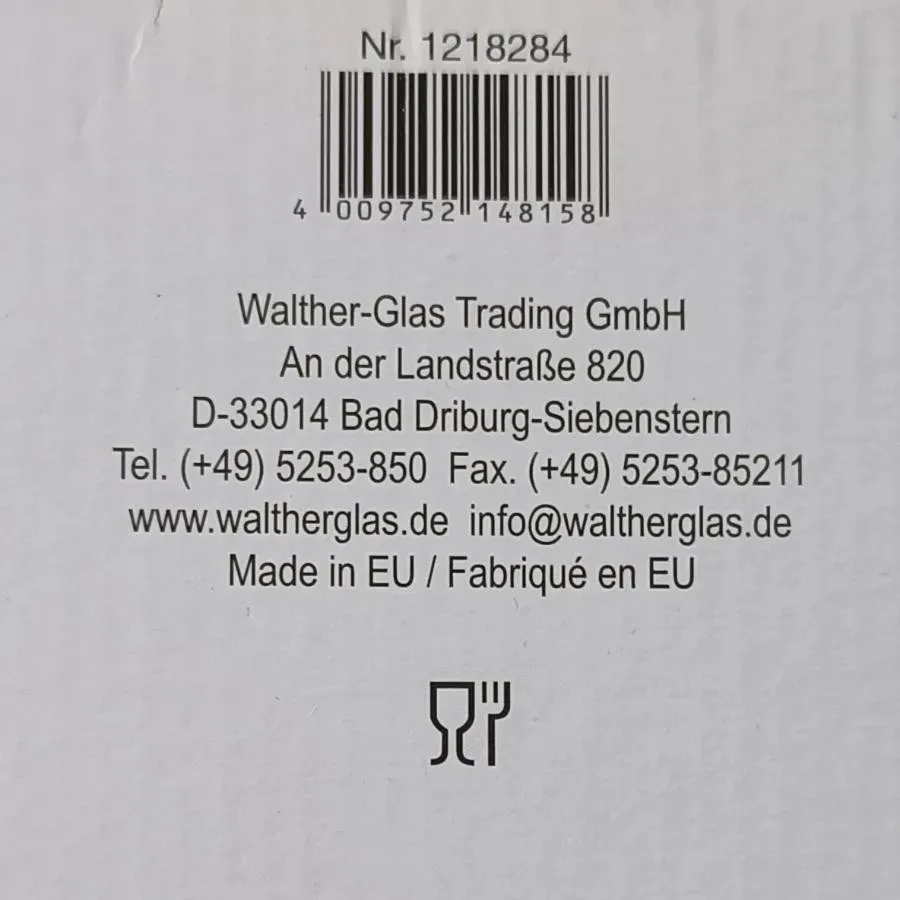 Nr. 1218284
4 009752 148158
Walther-Glas Trading GmbH
An der Landstraße 820
D-33014 Bad Driburg-Siebenstern
Tel. (+49) 5253-850 Fax. (+49) 5253-85211
www.waltherglas.de info@waltherglas.de
Made in EU / Fabriqué en EU